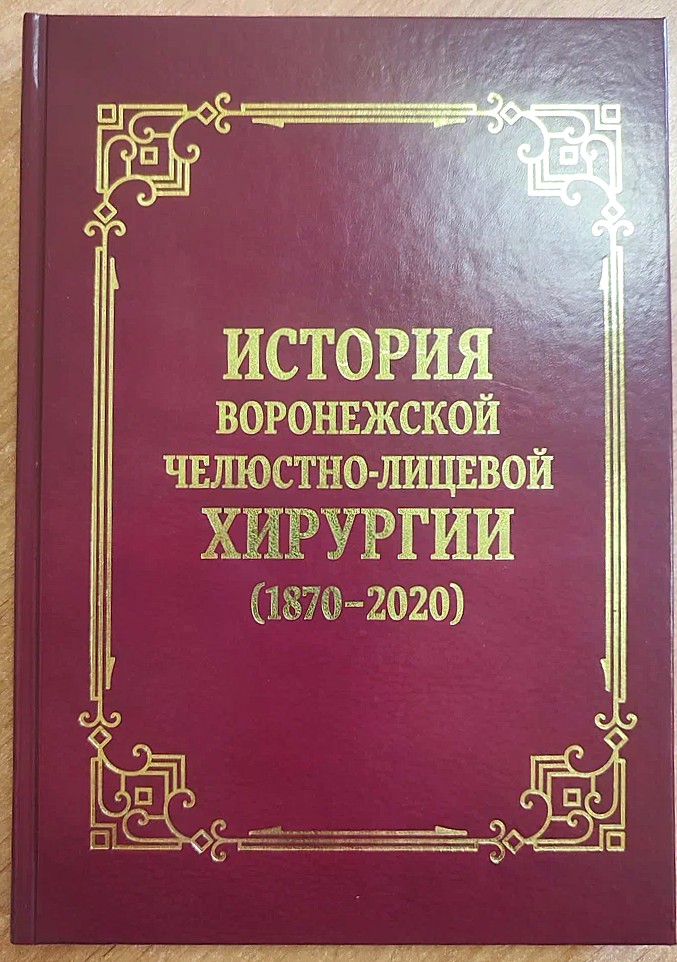 ИСТОРИЯ
ВОРОНЕЖСКОЙ
ЧЕЛЮСТНО-ЛИЦЕВОЙ
ХИРУРГИИ
(1870–2020)